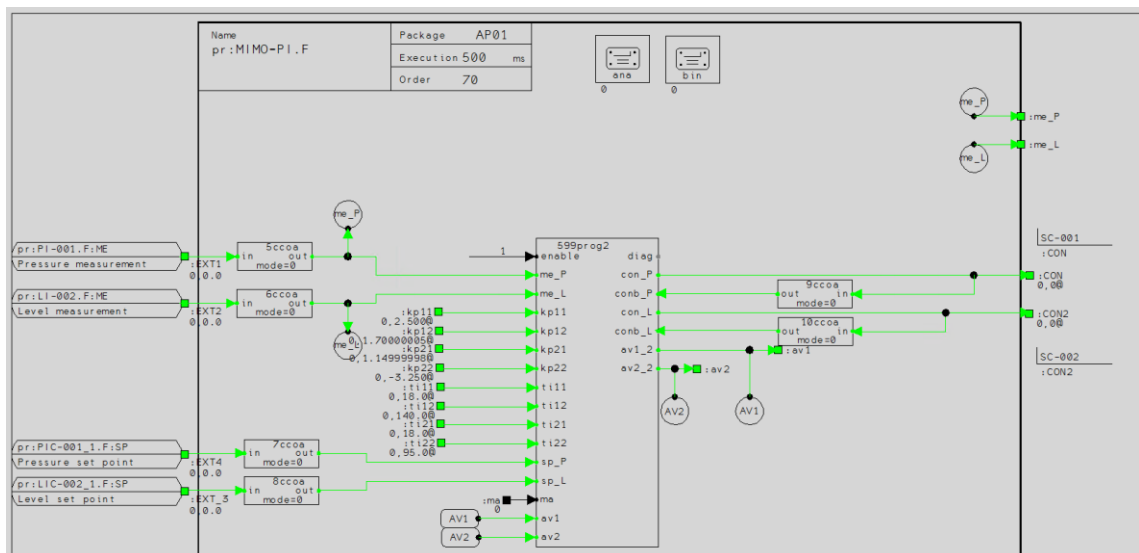 Name
pr:MIMO-PI.F
Package AP01
Execution 500 ms
Order 70
ana
0
bin
0
me_P
:me_P
:me_L
me_L
me_P
599prog2
1
enable
diag
pr:PI-001.F:ME
Pressure measurement
:EXT1
0,0.0
5ccoa
in out
mode=0
me_P
con_P
SC-001
:CON
:CON
0,0@
pr:LI-002.F:ME
Level measurement
:EXT2
0,0.0
6ccoa
in out
mode=0
me_L
me_L
conb_P
9ccoa
out in
mode=0
:kp11
0,2.500@
kp11
con_L
:CON2
0,0@
:kp12
0,1.70000005@
kp12
conb_L
10ccoa
out in
mode=0
:kp21
0,1.14999998@
kp21
av1_2
:av1
SC-002
:CON2
:kp22
0,-3.250@
kp22
av2_2
:av2
:ti11
0,18.0@
ti11
AV2
AV1
:ti12
0,140.0@
ti12
:ti21
0,18.0@
ti21
:ti22
0,95.0@
ti22
pr:PIC-001_1.F:SP
Pressure set point
:EXT4
0,0.0
7ccoa
in out
mode=0
sp_P
pr:LIC-002_1.F:SP
Level set point
:EXT_3
0,0.0
8ccoa
in out
mode=0
sp_L
:ma
0
ma
AV1
av1
AV2
av2